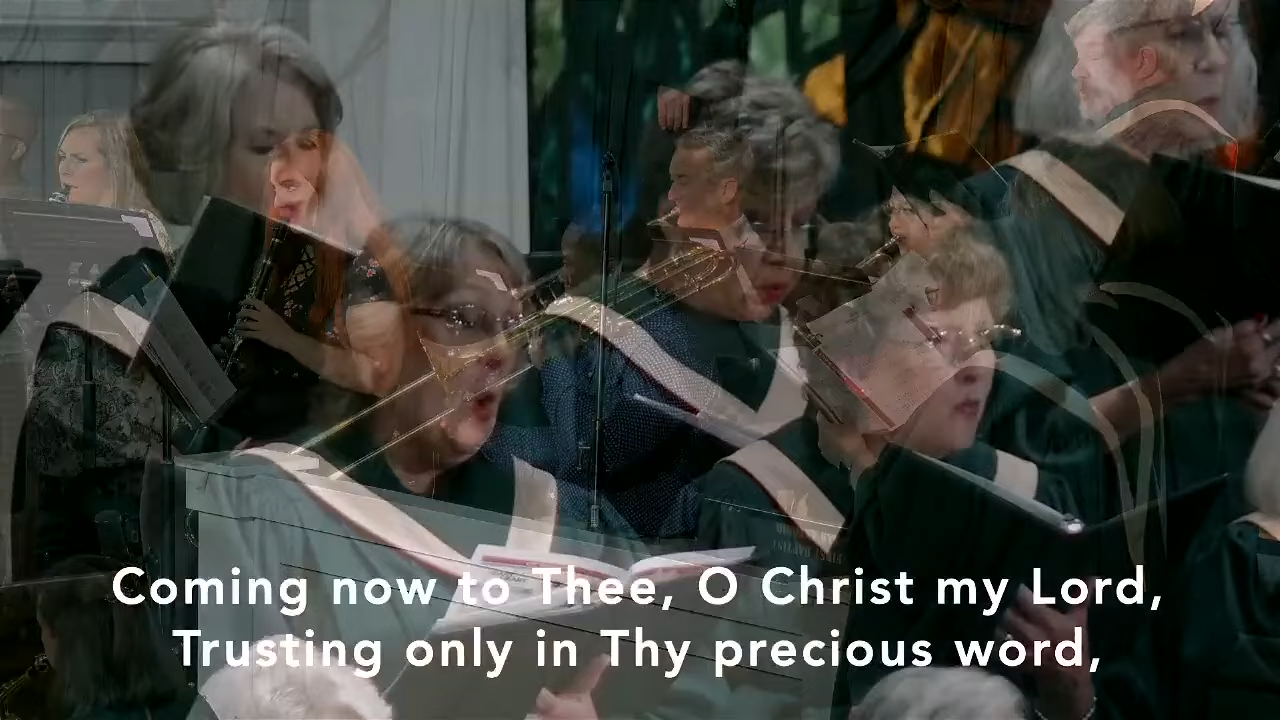 Coming now to Thee, O Christ my Lord,
Trusting only in Thy precious word,